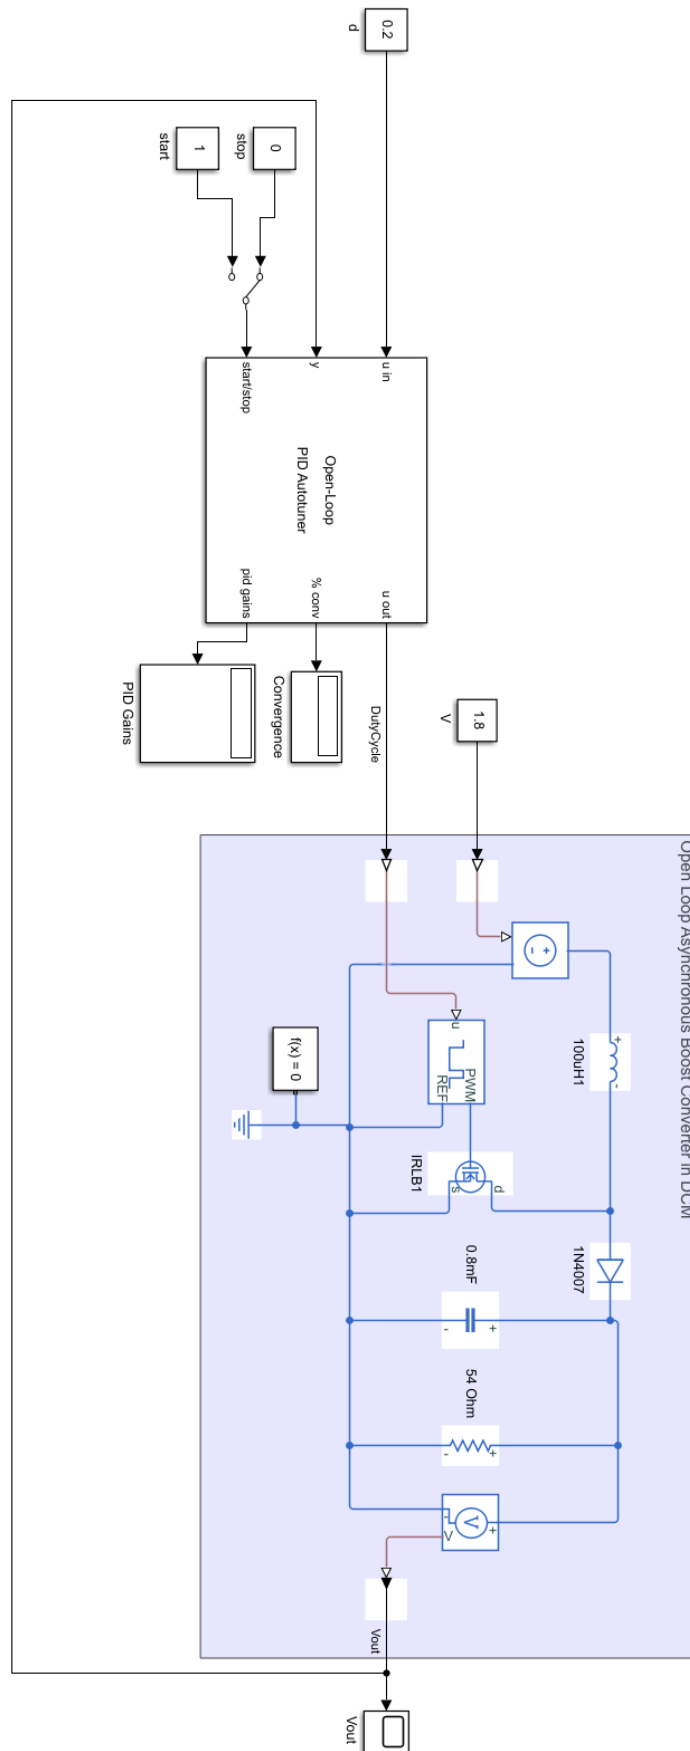 Open Loop Asynchronous Boost Converter in DCM
0.2
d
0
stop
1
start
u in
y
start/stop
Open-Loop
PID Autotuner
u out
% conv
pid gains
DutyCycle
Convergence
PID Gains
1.8
V
+
−
100uH1
+
-
u
PWM
REF
f(x) = 0
IRLB1
d
s
1N4007
0.8mF
+
-
54 Ohm
+
-
V
+
-
V
Vout
Vout